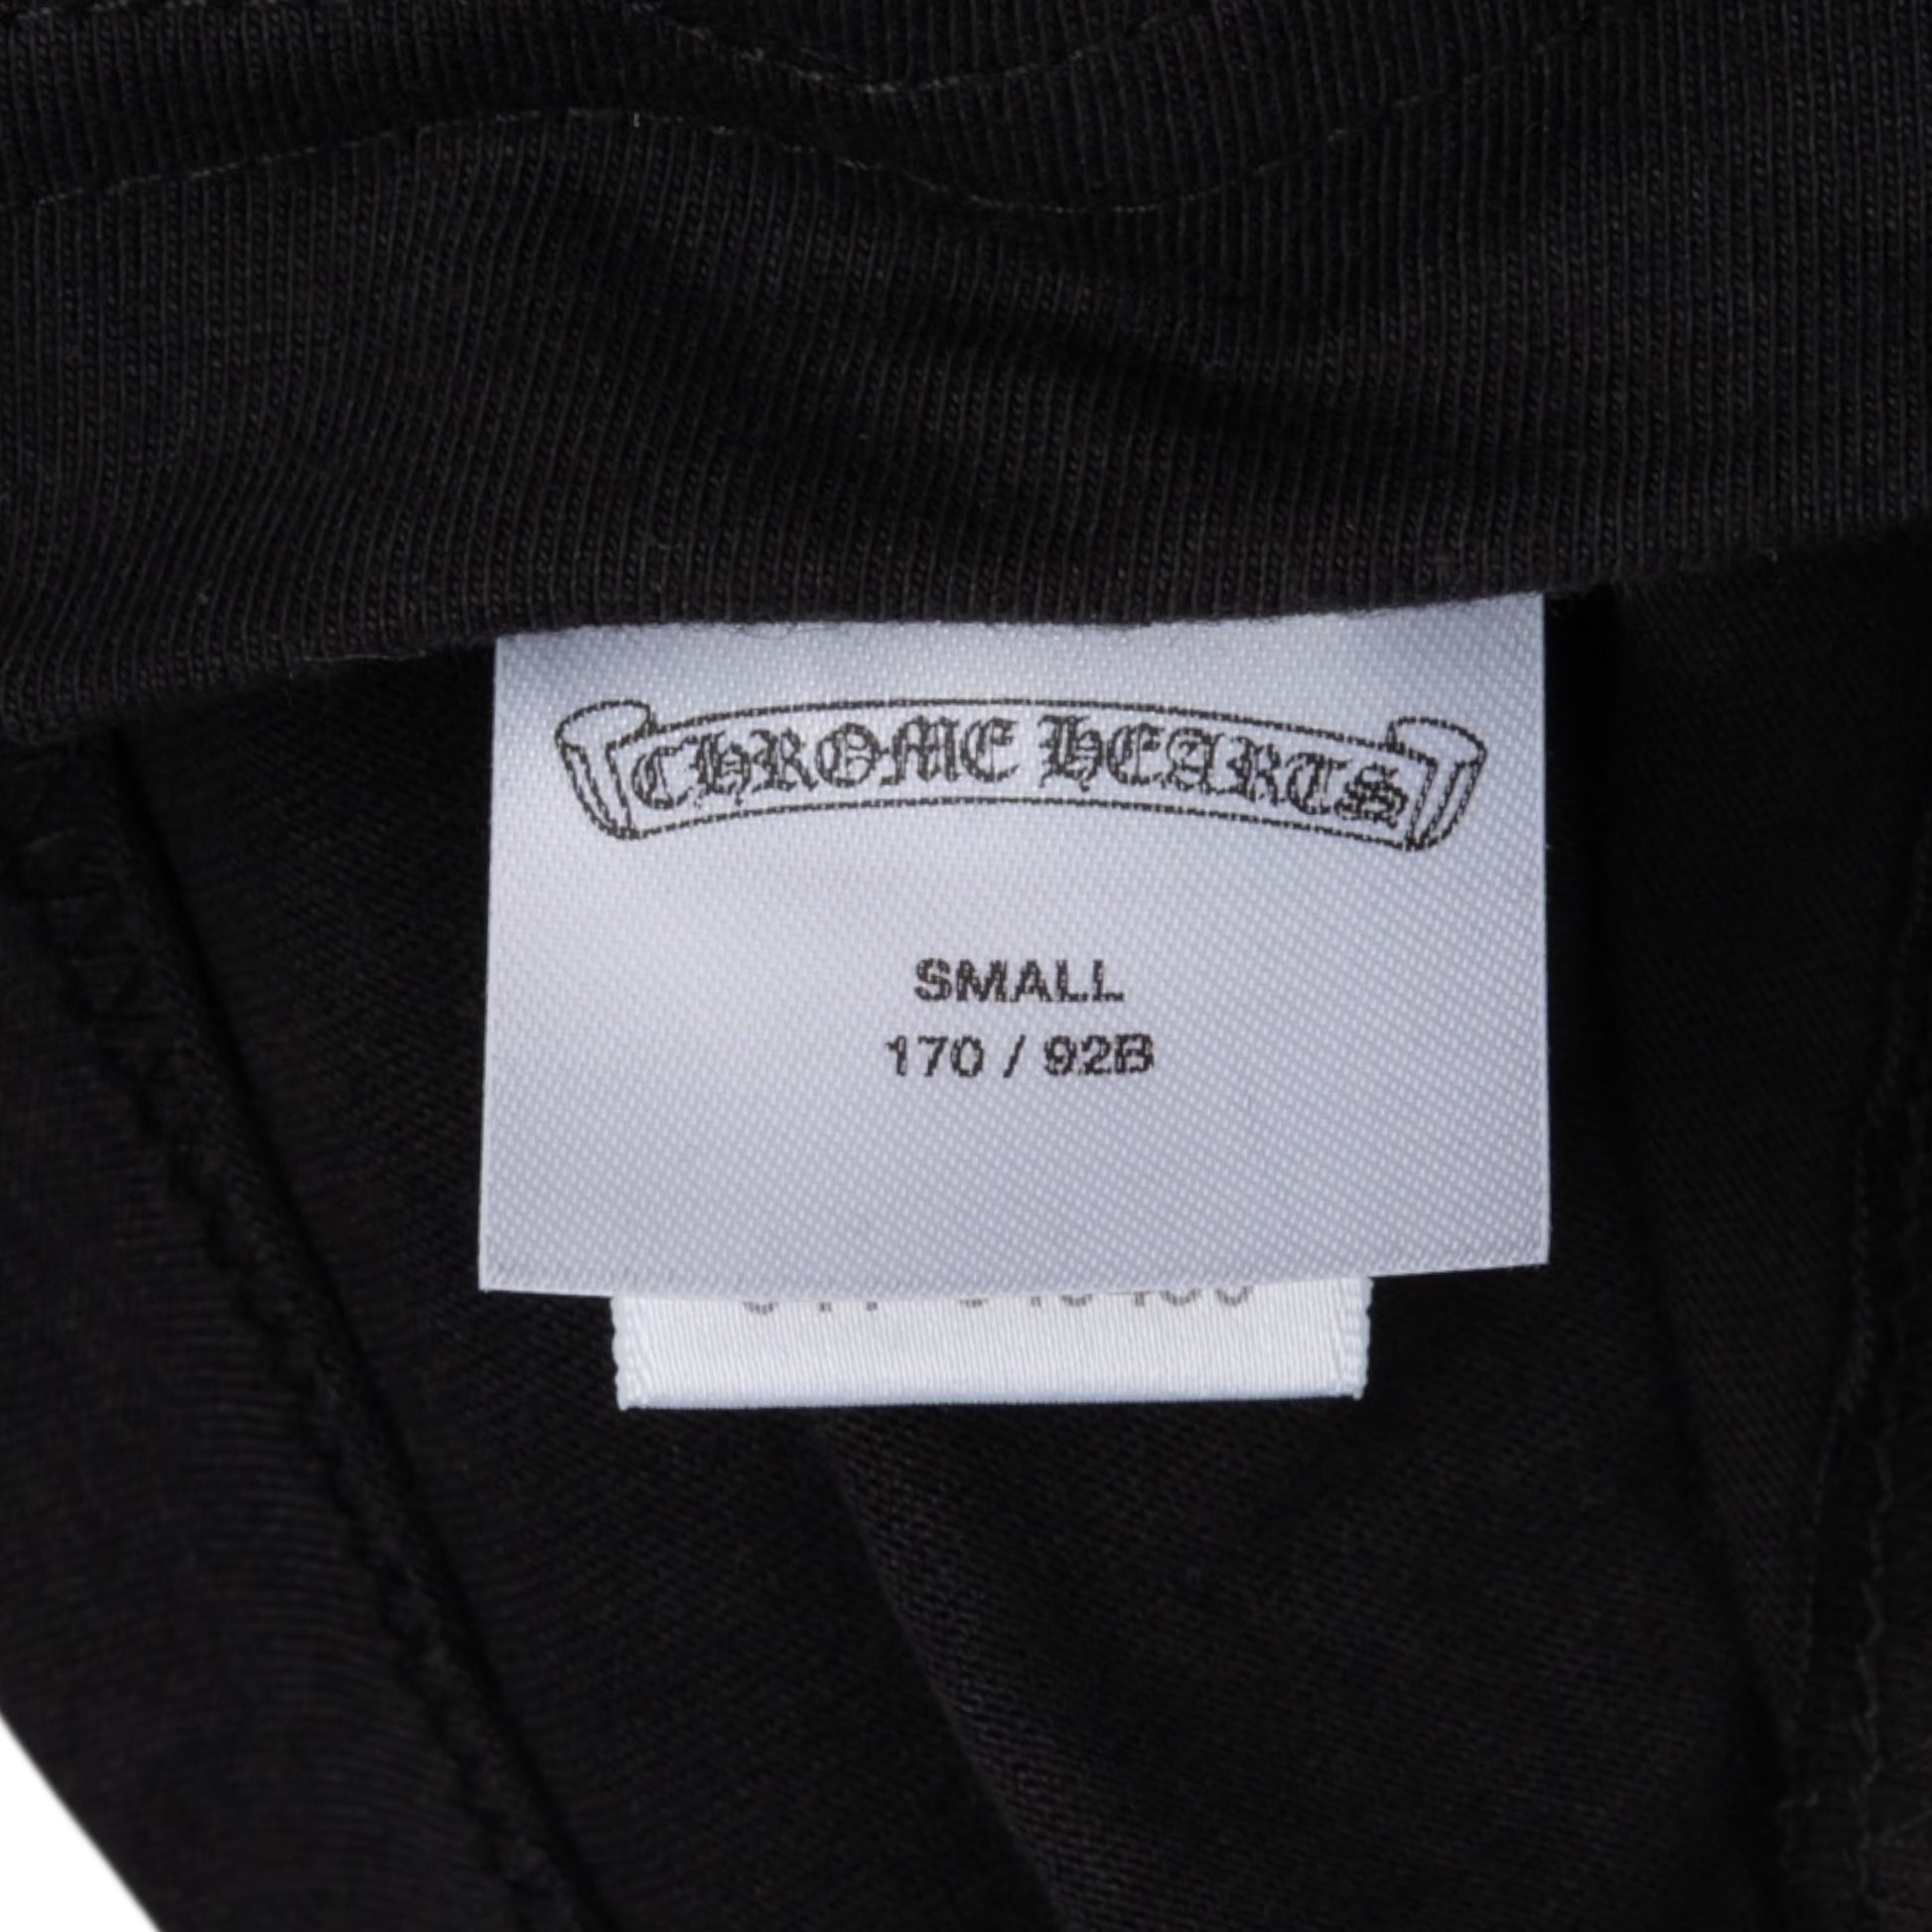 CHROME HEARTS
SMALL
170 / 92B